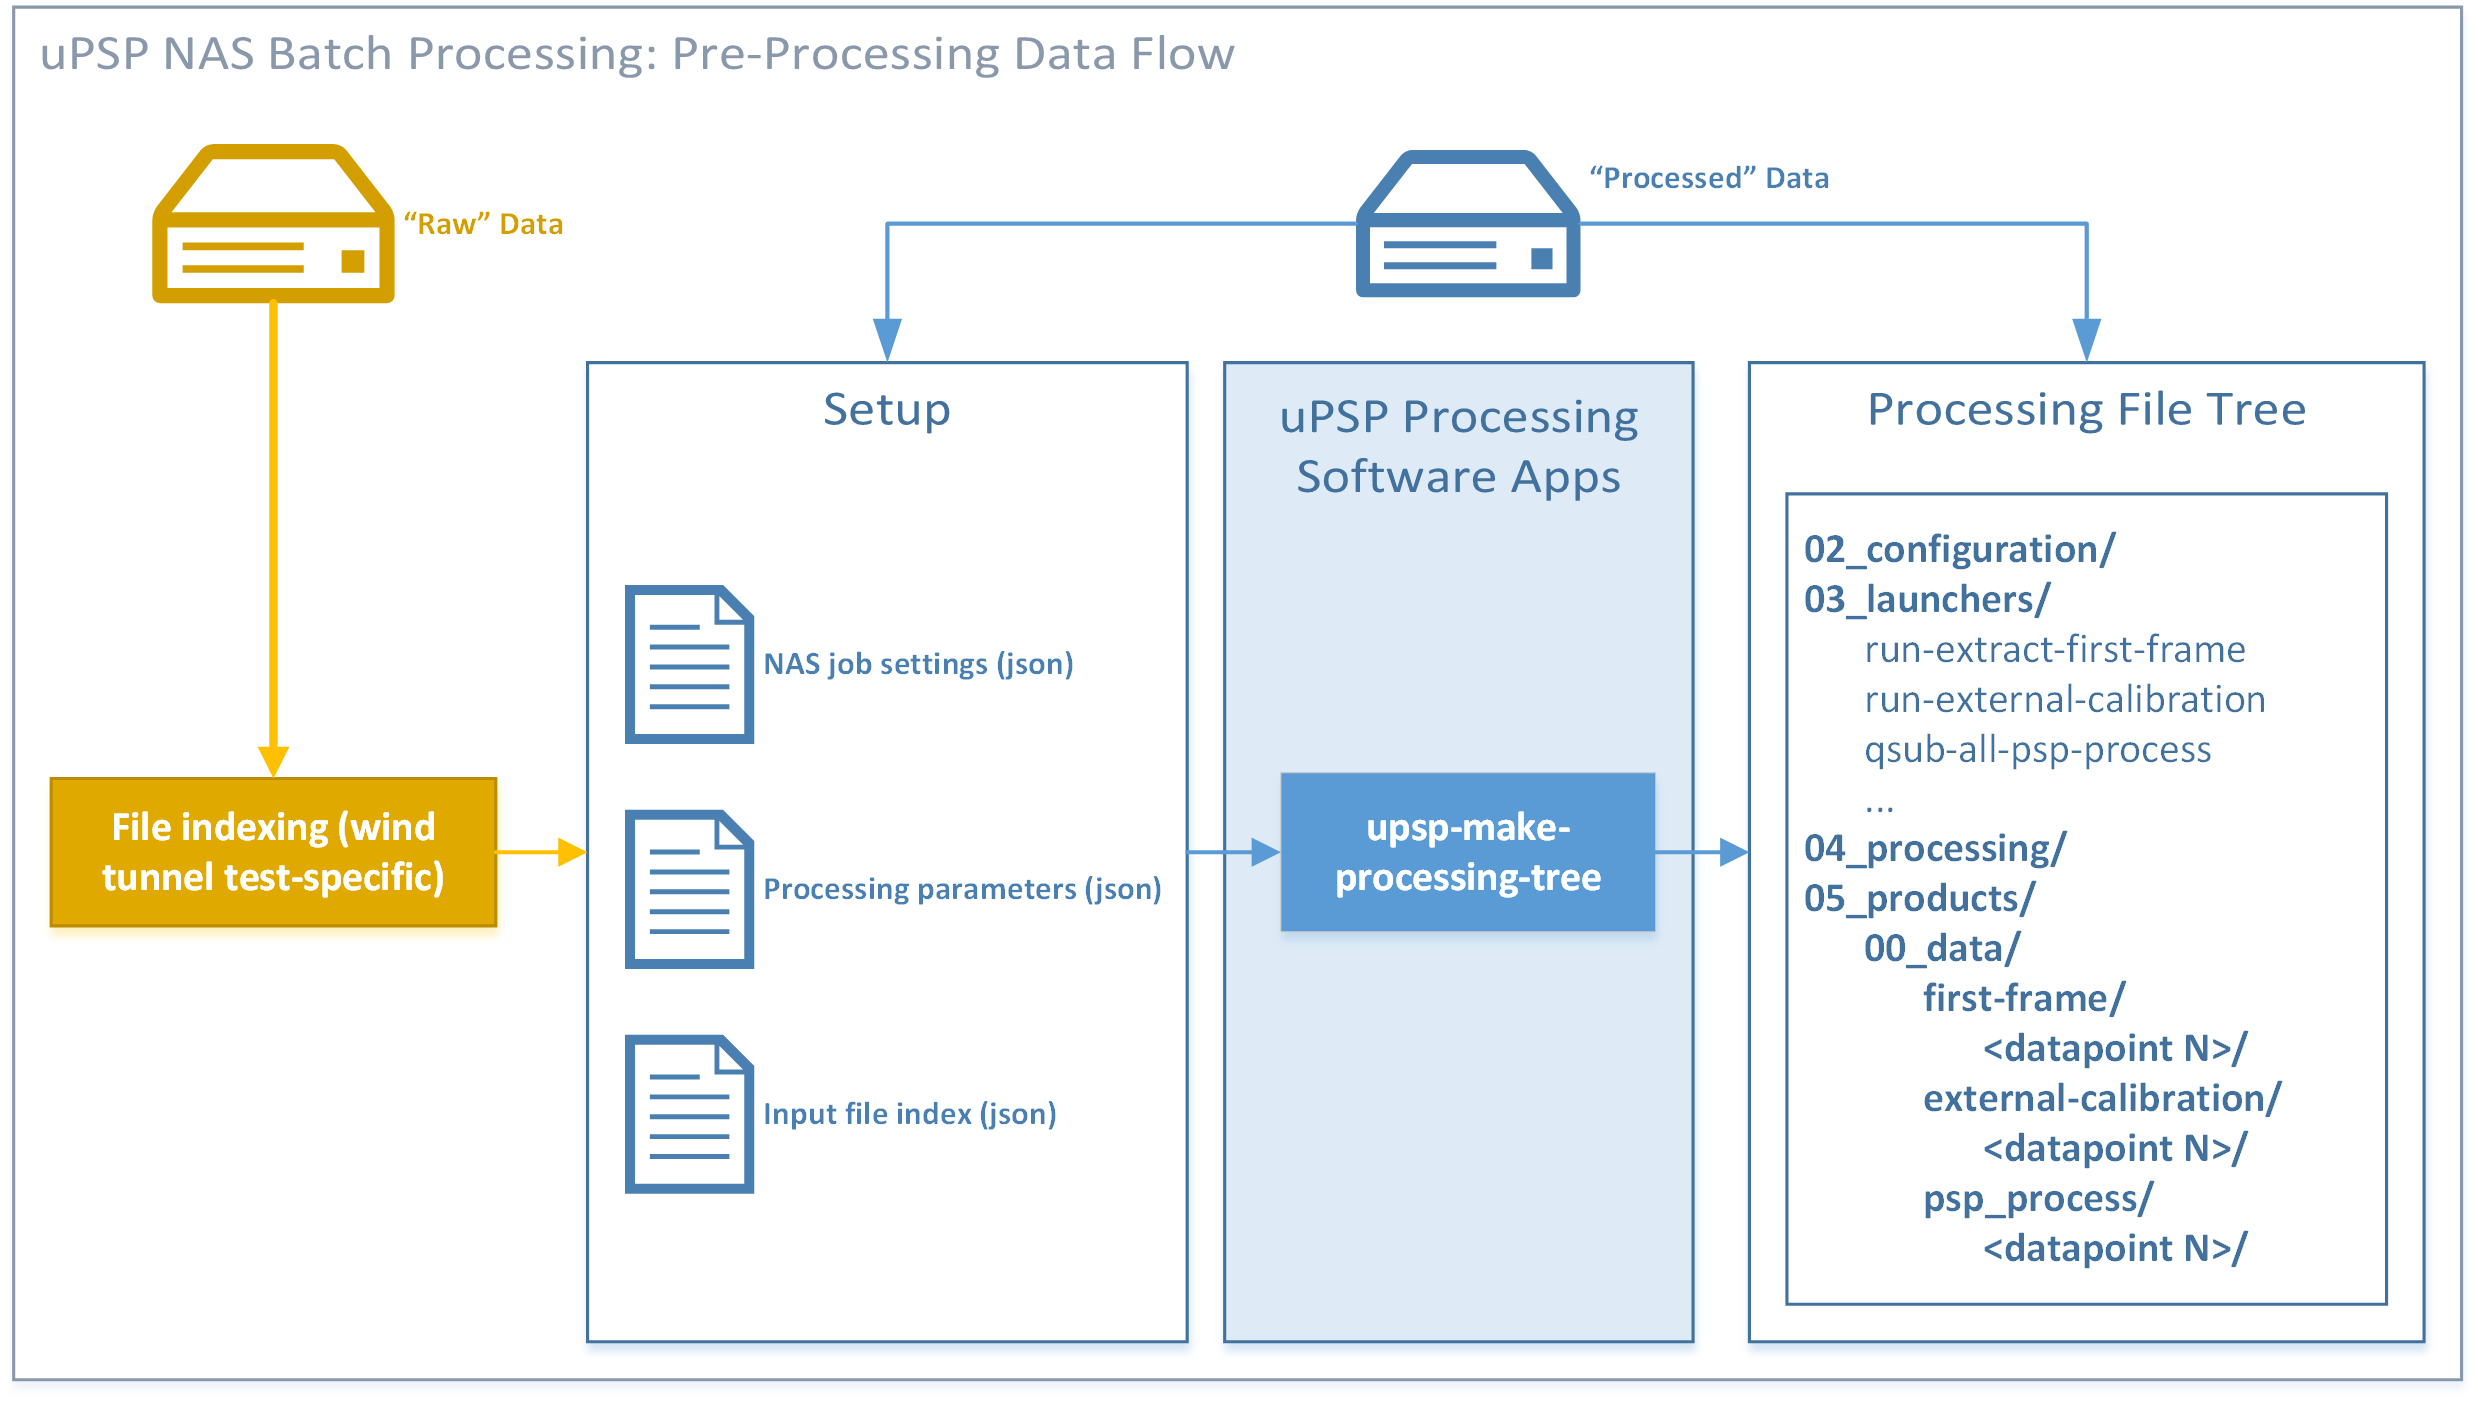 uPSP NAS Batch Processing: Pre-Processing Data Flow
“Raw” Data
“Processed” Data
File indexing (wind
tunnel test-specific)
Setup
NAS job settings (json)
Processing parameters (json)
Input file index (json)
uPSP Processing
Software Apps
upsp-make-
processing-tree
Processing File Tree
02_configuration/
03_launchers/
run-extract-first-frame
run-external-calibration
qsub-all-psp-process
...
04_processing/
05_products/
00_data/
first-frame/
<datapoint N>/
external-calibration/
<datapoint N>/
psp_process/
<datapoint N>/